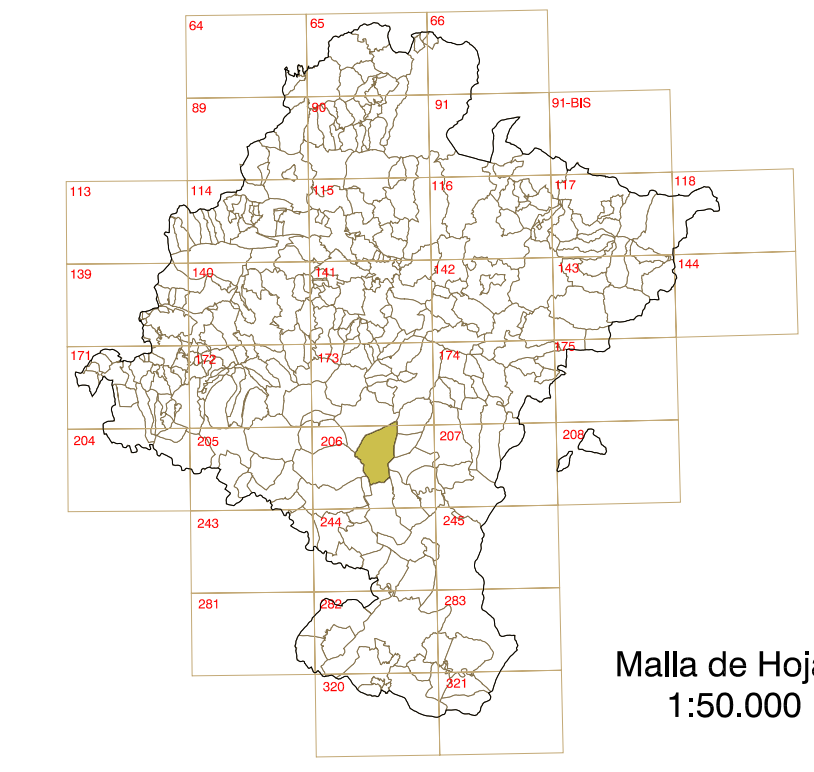 64 65 66
89 90 91 91-BIS
113 114 115 116 117 118
139 140 141 142 143 144
171 172 173 174 175
204 205 206 207 208
243 244 245
281 282 283
320 321
Malla de Hoja
1:50.000